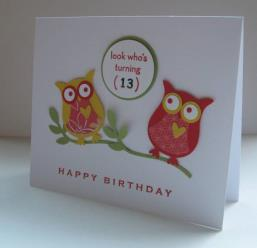 look who's
turning
(13)
HAPPY BIRTHDAY